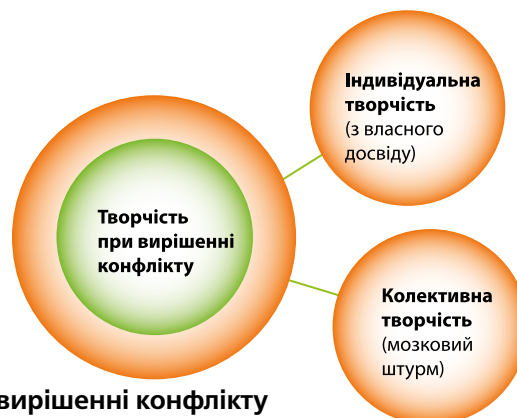 Індивідуальна
творчість
(з власного
досвіду)
Творчість
при вирішенні
конфлікту
Колективна
творчість
(мозковий
штурм)
вирішенні конфлікту